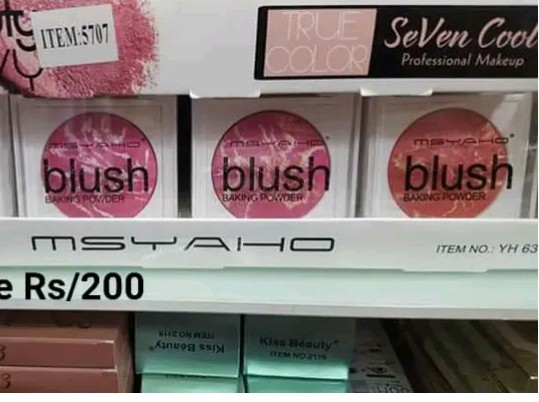 ITEM:5707
TRUE
COLOR
SeVen Cool
Professional Makeup
MSYAHO
blush
BAKING POWDER
MSYAHO
blush
BAKING POWDER
MSYAHO
blush
BAKING POWDER
MSYAHO
ITEM NO.: YH 63
e Rs/200
Kiss Beauty
ITEM NO:2116
Kiss Beauty
ITEM NO:2116